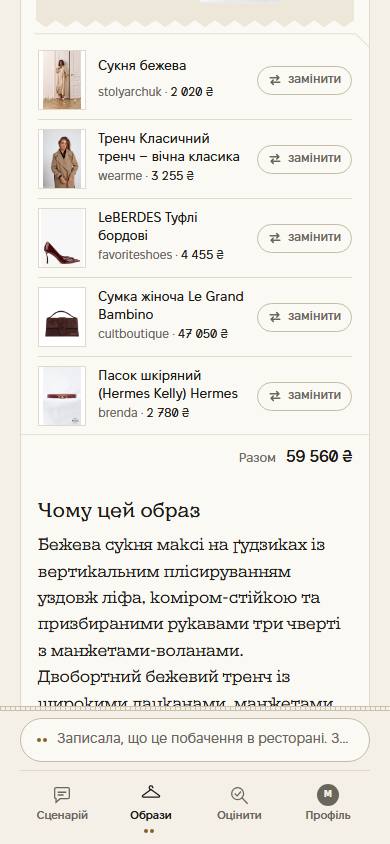 Сукня бежева
stolyarchuk · 2 020 ₴
замінити
Тренч Класичний
тренч – вічна класика
wearme · 3 255 ₴
замінити
LeBERDES Туфлі
бордові
favoriteshoes · 4 455 ₴
замінити
Сумка жіноча Le Grand
Bambino
cultboutique · 47 050 ₴
замінити
Пасок шкіряний
(Hermes Kelly) Hermes
brenda · 2 780 ₴
замінити
Разом 59 560 ₴
Чому цей образ
Бежева сукня максі на ґудзиках із
вертикальним плісируванням
уздовж ліфа, коміром-стійкою та
призбираними рукавами три чверті
з манжетами-воланами.
Двобортний бежевий тренч із
широкими лацканами, манжетами
Записала, що це побачення в ресторані. З...
Сценарій
Образи
Оцінити
М
Профіль